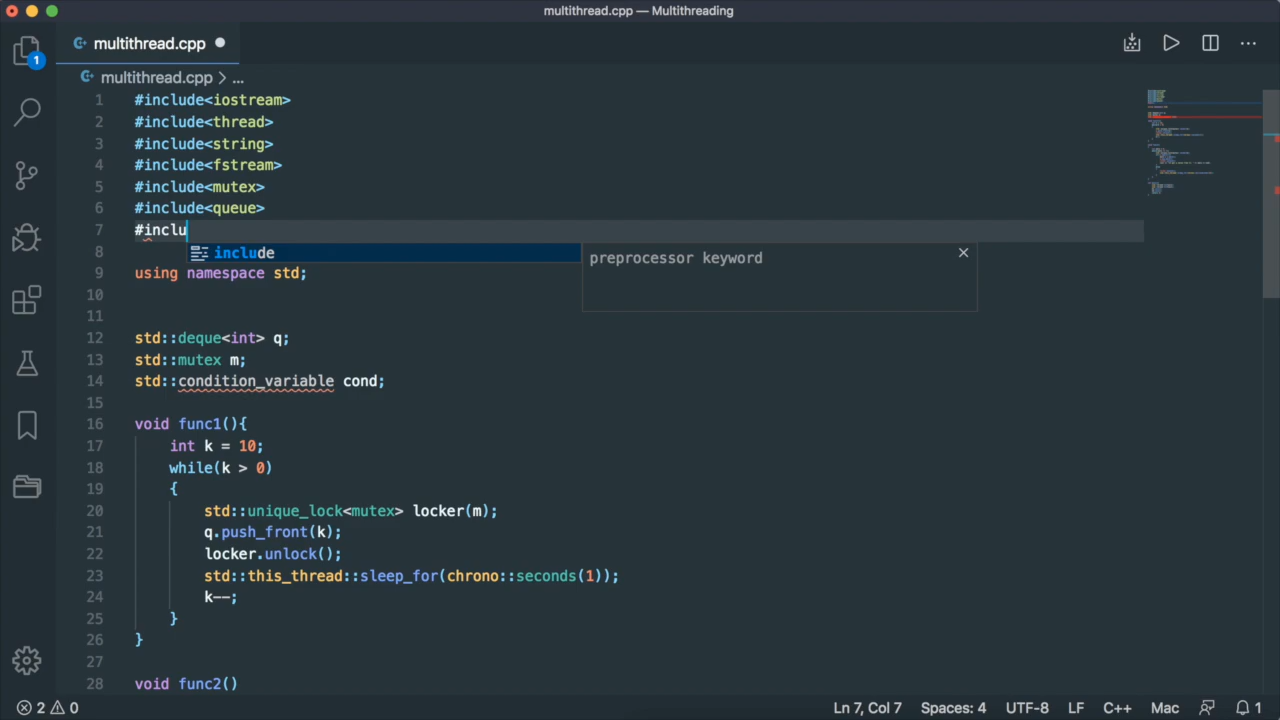 multithread.cpp — Multithreading
multithread.cpp
1
multithread.cpp > ...
1 #include<iostream>
2 #include<thread>
3 #include<string>
4 #include<fstream>
5 #include<mutex>
6 #include<queue>
7 #inclu
8 include preprocessor keyword
9 using namespace std;
10
11
12 std::deque<int> q;
13 std::mutex m;
14 std::condition_variable cond;
15
16 void func1(){
17 int k = 10;
18 while(k > 0)
19 {
20 std::unique_lock<mutex> locker(m);
21 q.push_front(k);
22 locker.unlock();
23 std::this_thread::sleep_for(chrono::seconds(1));
24 k--;
25 }
26 }
27
28 void func2()
2 0 Ln 7, Col 7 Spaces: 4 UTF-8 LF C++ Mac 1